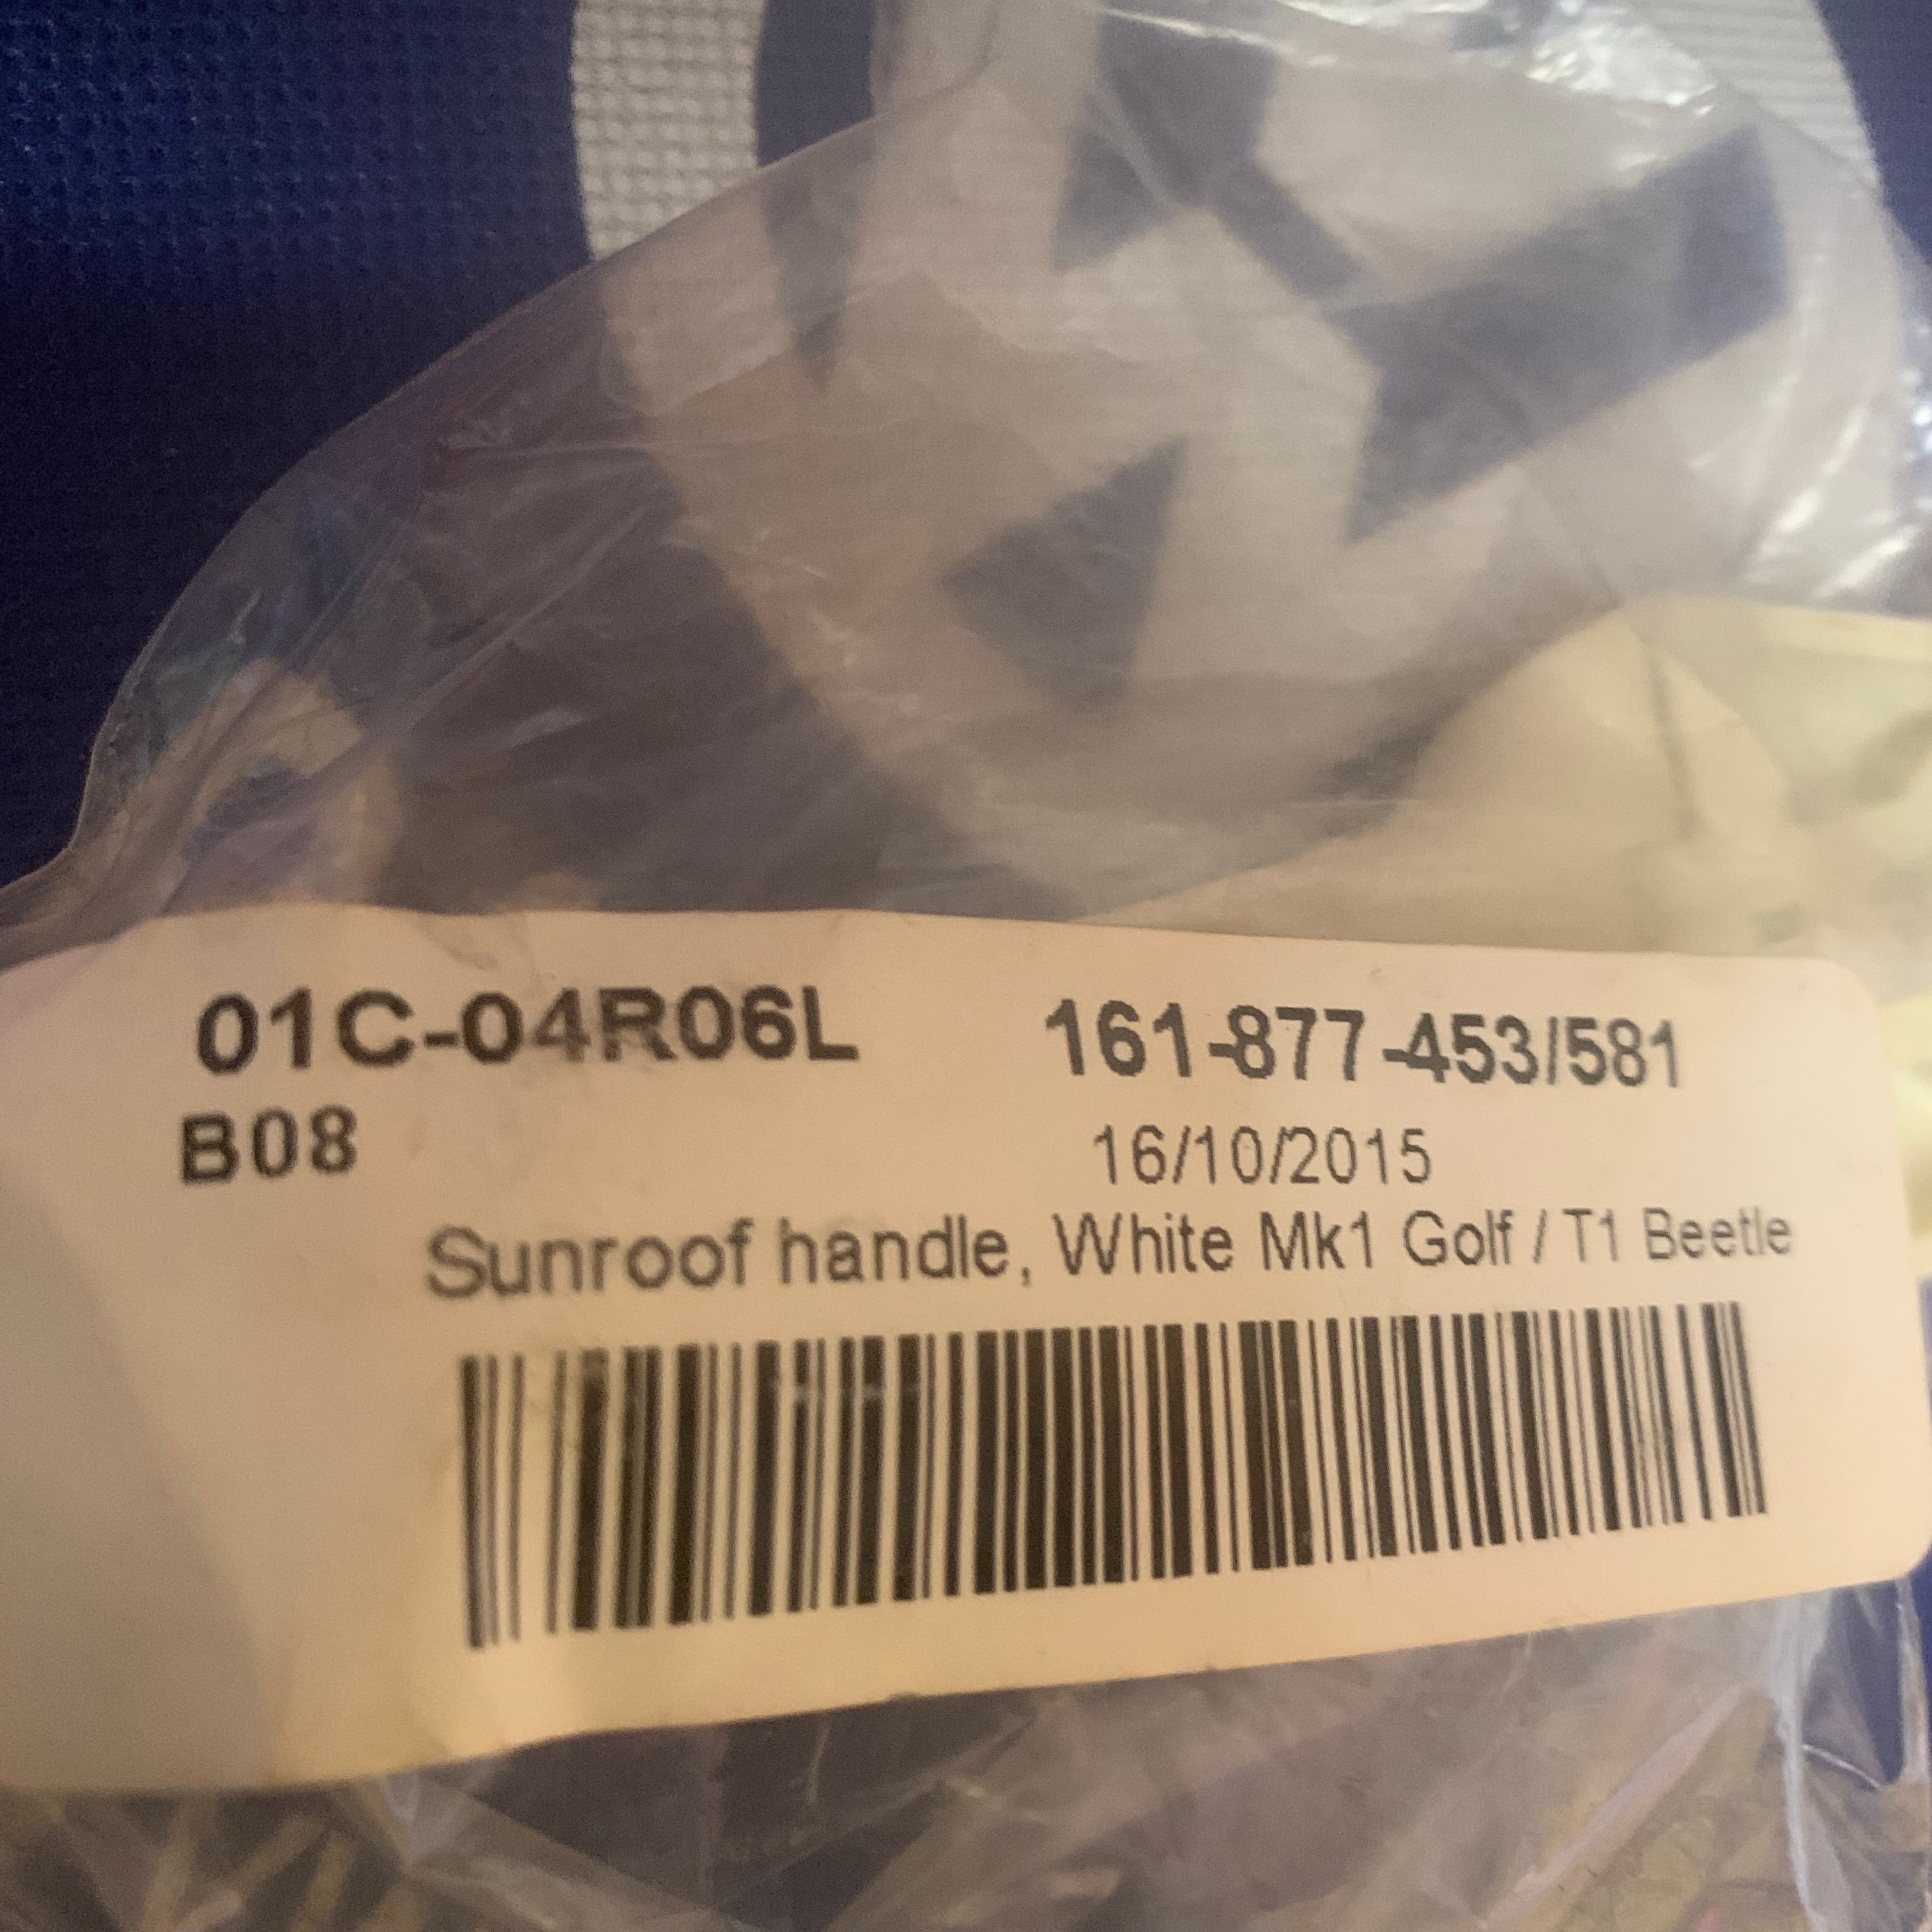 01C-04R06L 161-877-453/581
B08 16/10/2015
Sunroof handle, White Mk1 Golf / T1 Beetle